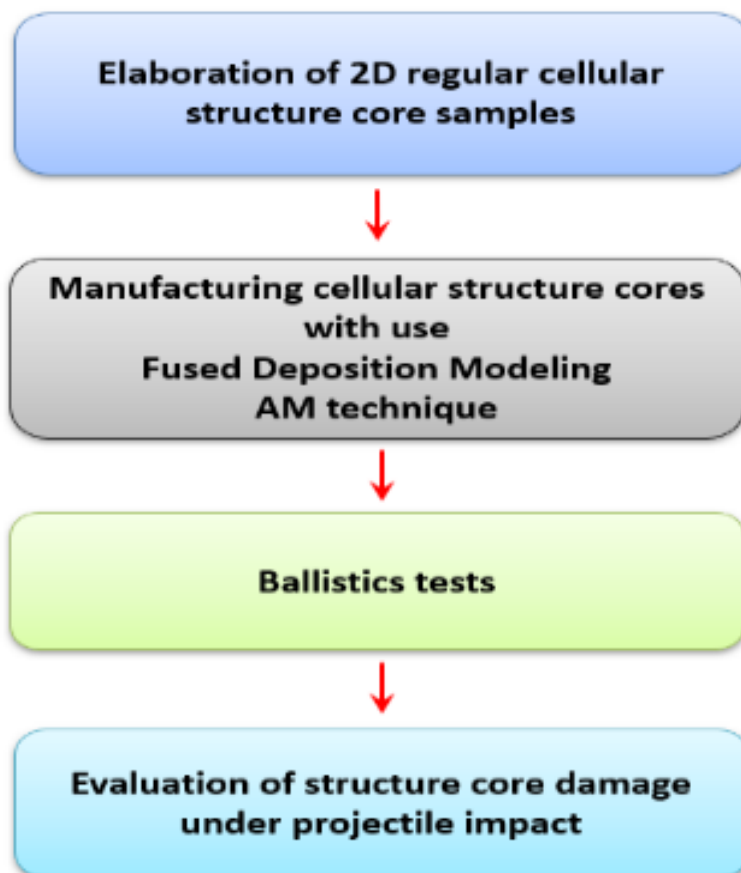 Elaboration of 2D regular cellular
structure core samples
Manufacturing cellular structure cores
with use
Fused Deposition Modeling
AM technique
Ballistics tests
Evaluation of structure core damage
under projectile impact